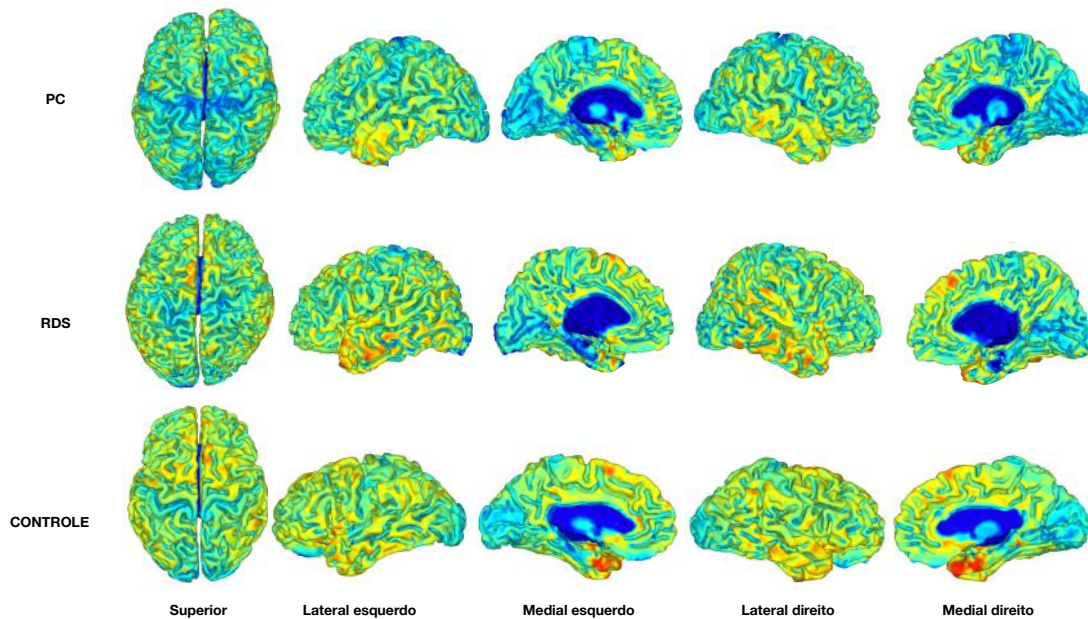 PC
RDS
CONTROLE
Superior
Lateral esquerdo
Medial esquerdo
Lateral direito
Medial direito